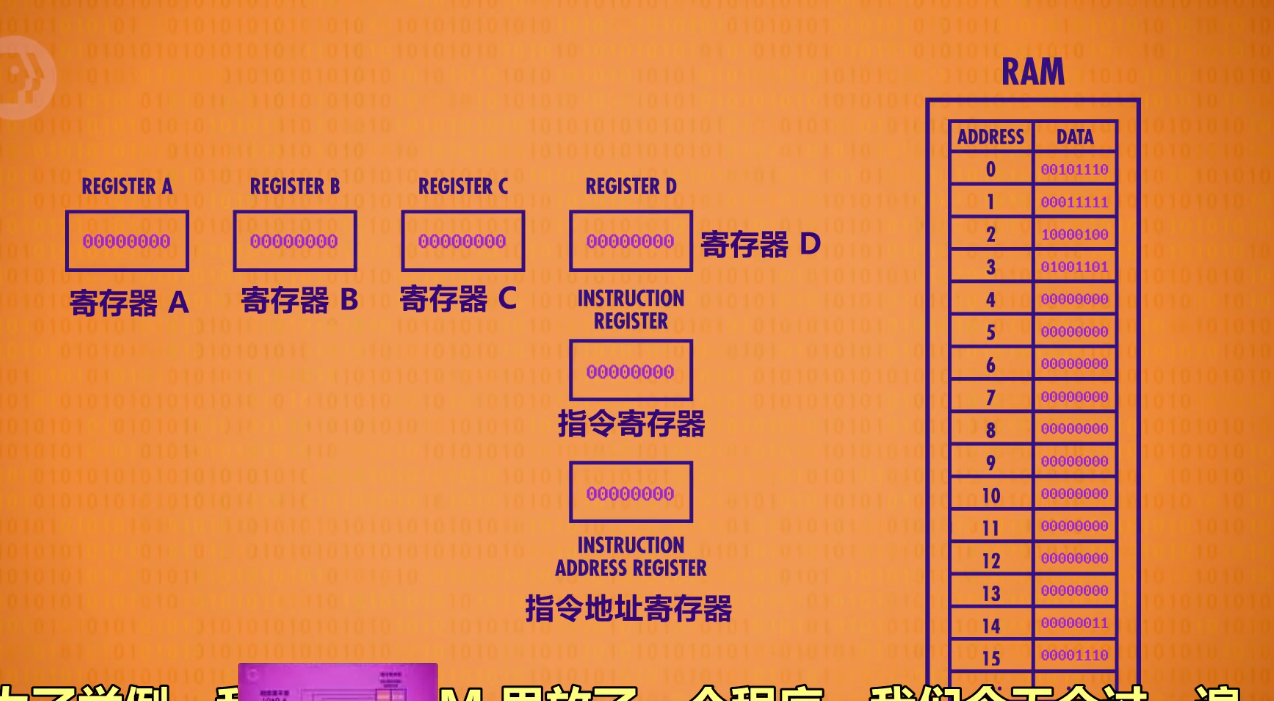 RAM
ADDRESS DATA
0 00101110
1 00011111
2 10000100
3 01001101
4 00000000
5 00000000
6 00000000
7 00000000
8 00000000
9 00000000
10 00000000
11 00000000
12 00000000
13 00000000
14 00000011
15 00001110
REGISTER A
00000000
寄存器 A
REGISTER B
00000000
寄存器 B
REGISTER C
00000000
寄存器 C
REGISTER D
00000000
寄存器 D
INSTRUCTION
REGISTER
00000000
指令寄存器
00000000
INSTRUCTION
ADDRESS REGISTER
指令地址寄存器